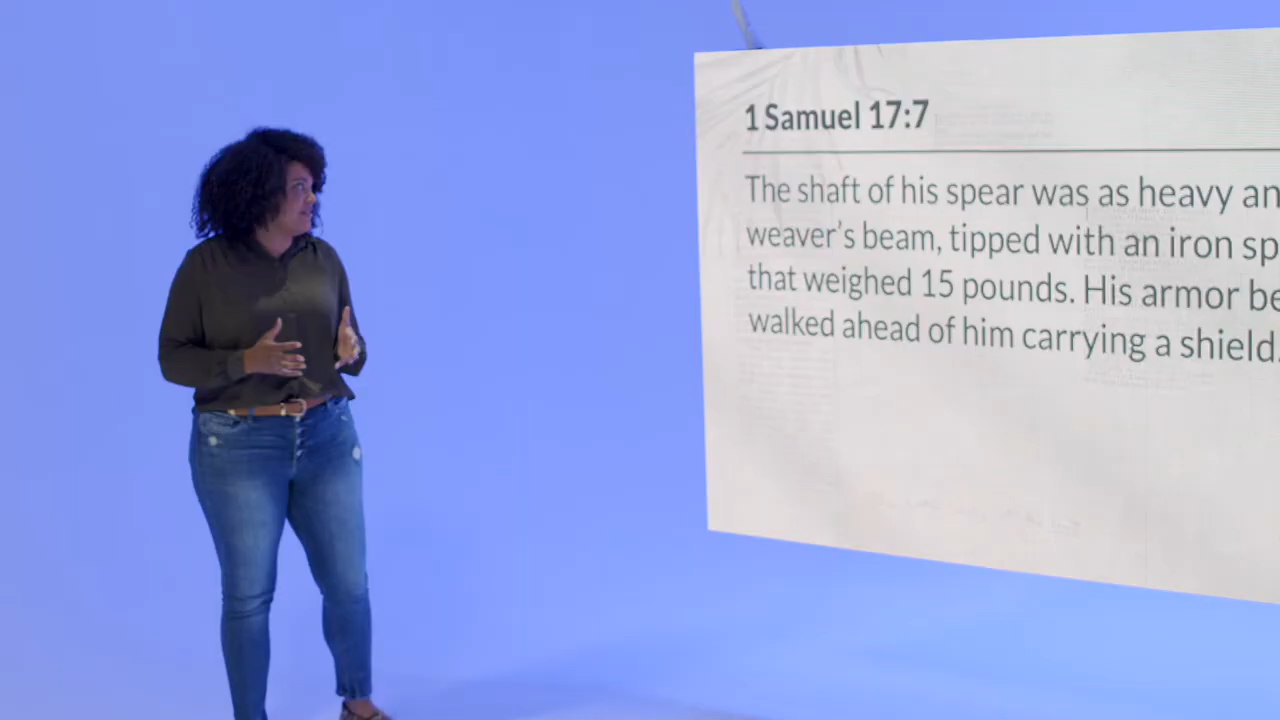 1 Samuel 17:7
The shaft of his spear was as heavy an
weaver's beam, tipped with an iron sp
that weighed 15 pounds. His armor be
walked ahead of him carrying a shield.